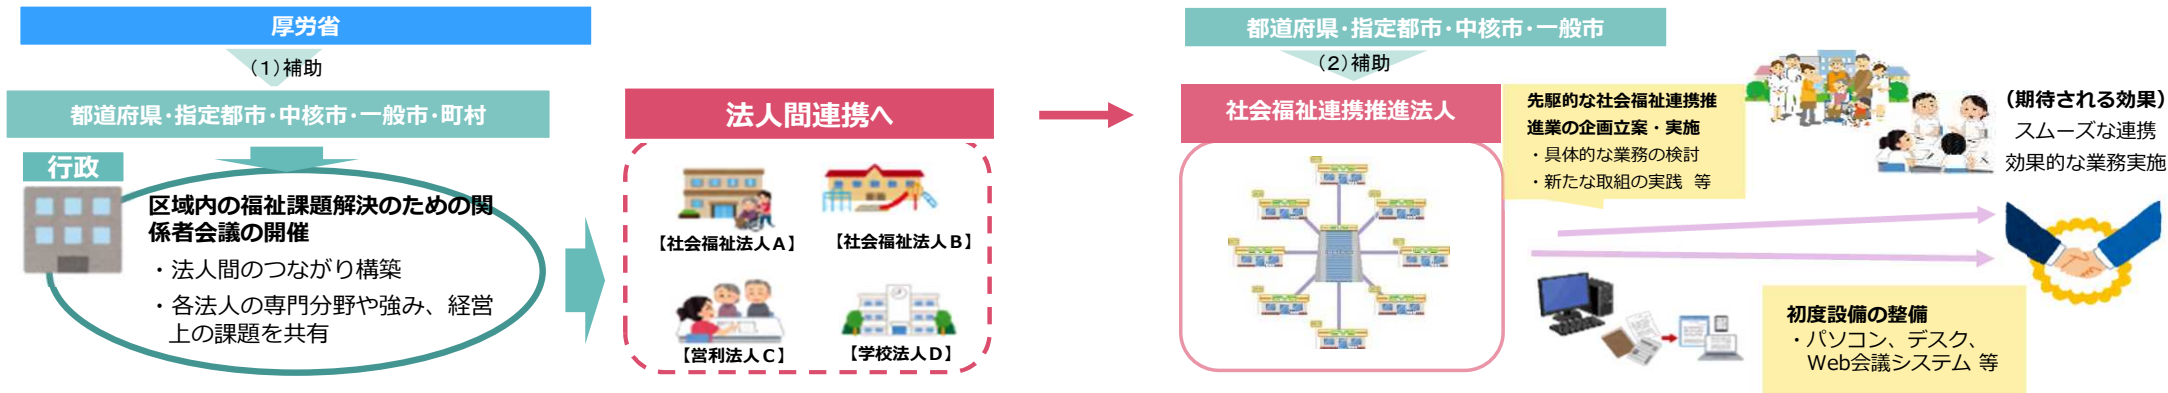 厚労省
（1）補助
都道府県･指定都市･中核市･一般市･町村
行政
区域内の福祉課題解決のための関
係者会議の開催
・法人間のつながり構築
・各法人の専門分野や強み、経営
上の課題を共有
法人間連携へ
【社会福祉法人Ａ】
【社会福祉法人Ｂ】
【営利法人Ｃ】
【学校法人Ｄ】
都道府県･指定都市･中核市･一般市
（2）補助
社会福祉連携推進法人
先駆的な社会福祉連携推
進業の企画立案・実施
・具体的な業務の検討
・新たな取組の実践 等
（期待される効果）
スムーズな連携
効果的な業務実施
初度設備の整備
・パソコン、デスク、
Web会議システム 等